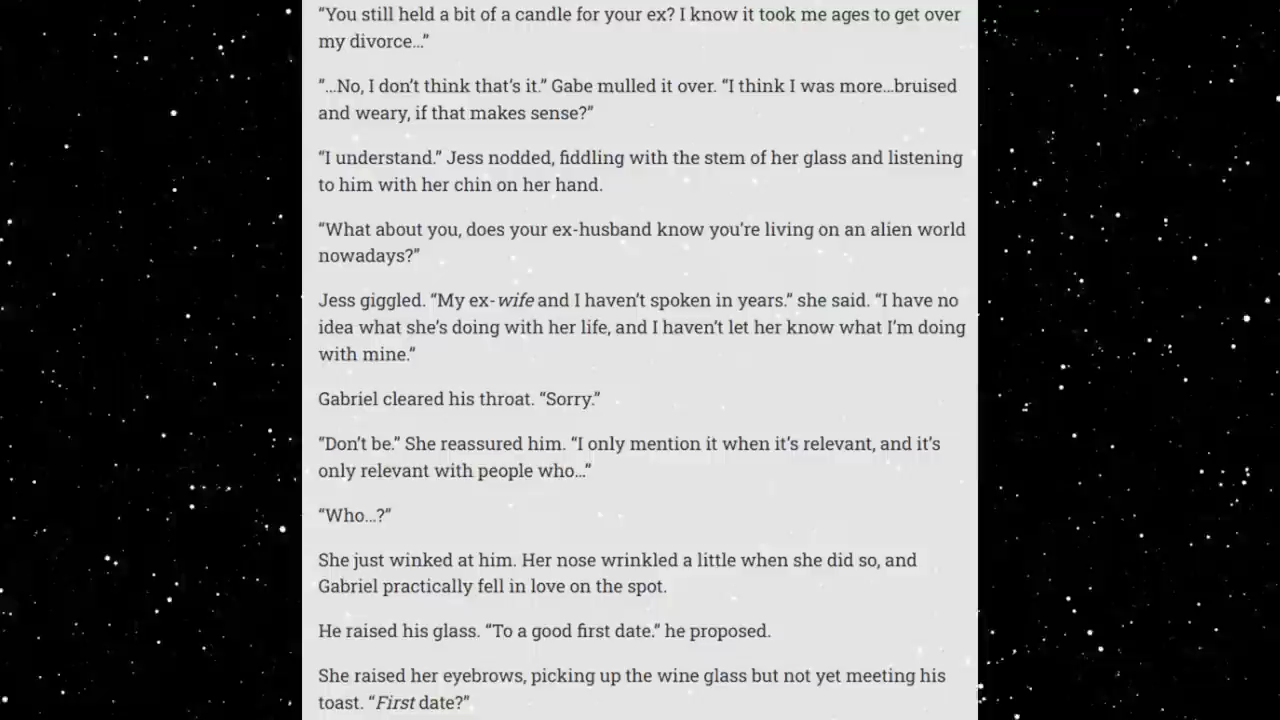 “You still held a bit of a candle for your ex? I know it took me ages to get over
my divorce…”
“…No, I don’t think that’s it.” Gabe mulled it over. “I think I was more…bruised
and weary, if that makes sense?”
“I understand.” Jess nodded, fiddling with the stem of her glass and listening
to him with her chin on her hand.
“What about you, does your ex-husband know you’re living on an alien world
nowadays?”
Jess giggled. “My ex-wife and I haven’t spoken in years.” she said. “I have no
idea what she’s doing with her life, and I haven’t let her know what I’m doing
with mine.”
Gabriel cleared his throat. “Sorry.”
“Don’t be.” She reassured him. “I only mention it when it’s relevant, and it’s
only relevant with people who…”
“Who…?”
She just winked at him. Her nose wrinkled a little when she did so, and
Gabriel practically fell in love on the spot.
He raised his glass. “To a good first date.” he proposed.
She raised her eyebrows, picking up the wine glass but not yet meeting his
toast. “First date?”